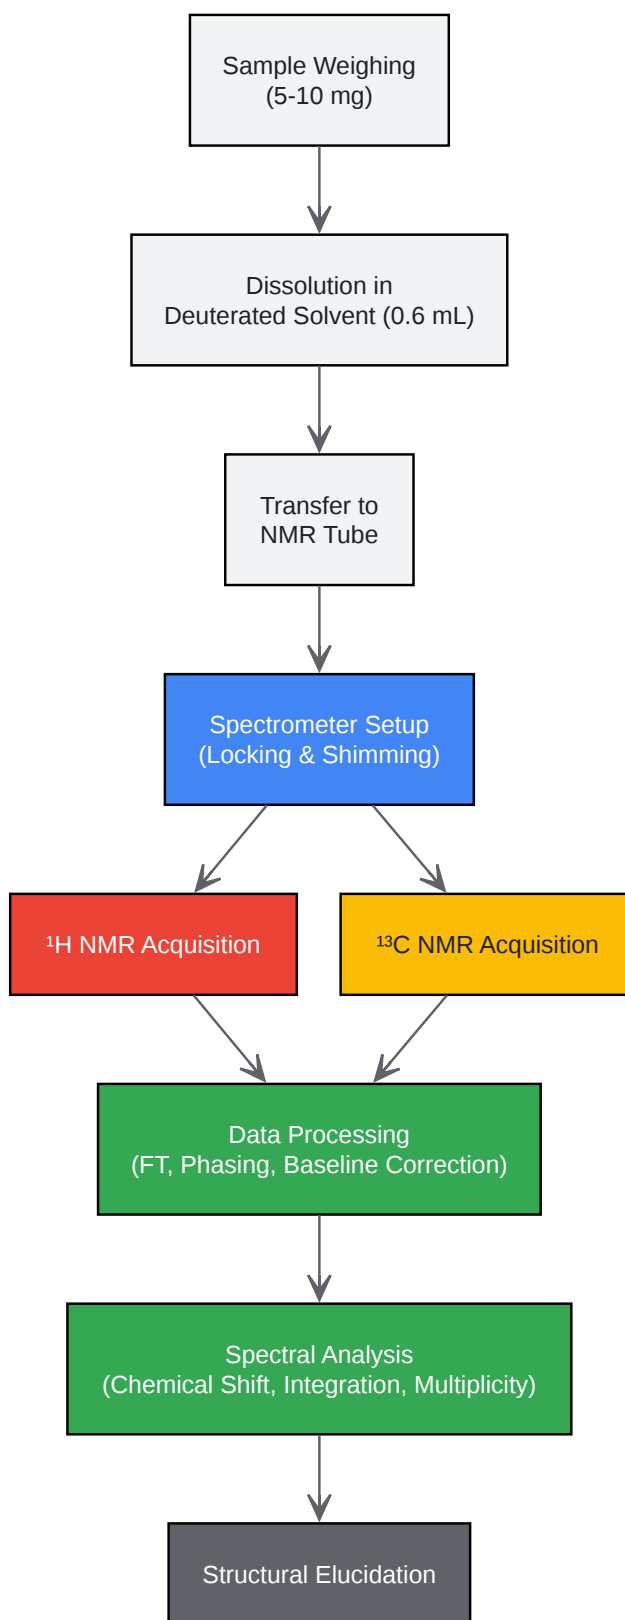 Sample Weighing
(5-10 mg)
Dissolution in
Deuterated Solvent (0.6 mL)
Transfer to
NMR Tube
Spectrometer Setup
(Locking & Shimming)
¹H NMR Acquisition
¹³C NMR Acquisition
Data Processing
(FT, Phasing, Baseline Correction)
Spectral Analysis
(Chemical Shift, Integration, Multiplicity)
Structural Elucidation